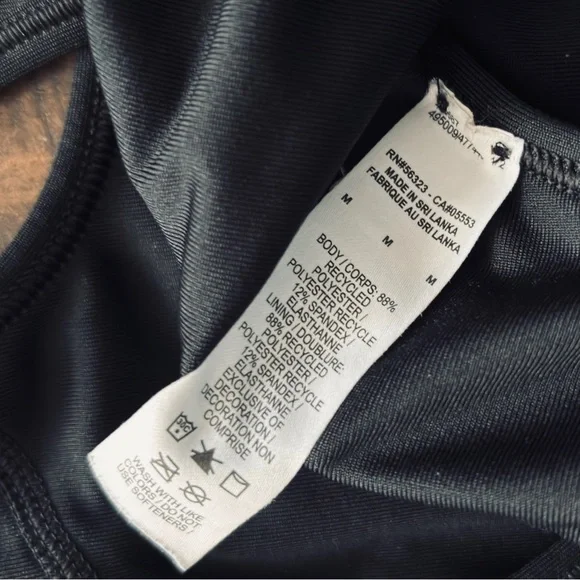 RN#56323 - CA#05553
MADE IN SRI LANKA
FABRIQUE AU SRI LANKA
M M M
BODY / CORPS: 88%
RECYCLED
POLYESTER /
POLYESTER RECYCLE
12% SPANDEX /
ELASTHANNE
LINING / DOUBLURE:
88% RECYCLED
POLYESTER /
POLYESTER RECYCLE
12% SPANDEX /
ELASTHANNE
EXCLUSIVE OF
DECORATION /
DECORATION NON
COMPRISE
WASH WITH LIKE
COLORS / DO NOT
USE SOFTENERS /